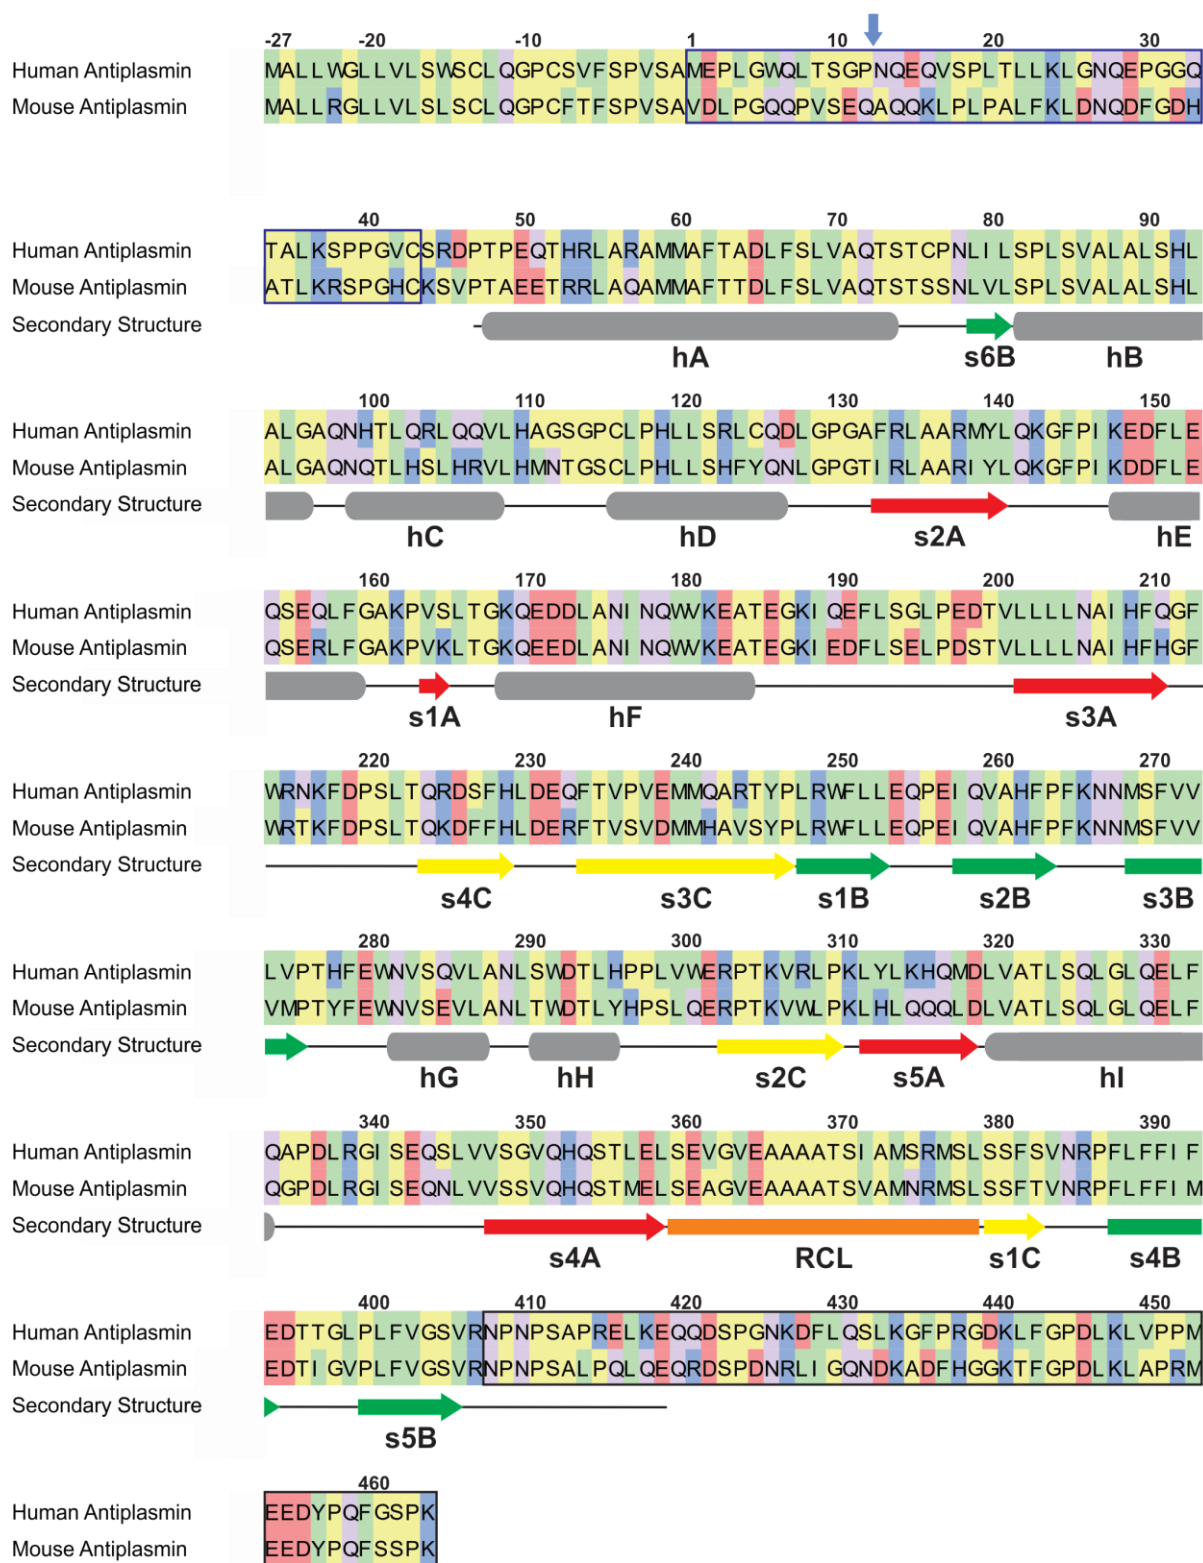 -27 -20 -10 1 10 20 30
Human Antiplasmin MALLWGLLVLSWSCLQGPCSVFSPVSAMEPLGWQLTSGPNQEQVSPLTLLKLGNQEPGGQ
Mouse Antiplasmin MALLRGLLVLSLSCLQGPCFTFSPVSAVDLPGQQPVSEQAQQKLPLPALFKLDNQDFGDH
40 50 60 70 80 90
Human Antiplasmin TALKSPPGVCSRDPTPEQTHRLARAMMAFTADLFSLVAQTSTCPNLILSPLSVALALSHL
Mouse Antiplasmin ATLKRSPGHCKSVPTAEETRRLAQAMMAFTTDLFSLVAQTSTSSNLVLSPLSVALALSHL
Secondary Structure
hA s6B hB
100 110 120 130 140 150
Human Antiplasmin ALGAQNHTLQRLQQVLHAGSGPCLPHLLSRLCQDLGPGAFRLAARMYLQKGFPIKEDFLE
Mouse Antiplasmin ALGAQNQTLHSLHRVLHMNTGSCLPHLLSHFYQNLGPGTIRLAARIYLQKGFPIKDDFLE
Secondary Structure
hC hD s2A hE
160 170 180 190 200 210
Human Antiplasmin QSEQLFGAKPVSLTGKQEDDLANINQWVKEATEGKIQEFLSGLPEDTVLLLLNAIHFQGF
Mouse Antiplasmin QSERLFGAKPVKLTGKQEEDLANINQWVKEATEGKIEDFLSELPDSTVLLLLNAIHFHGF
Secondary Structure
s1A hF s3A
220 230 240 250 260 270
Human Antiplasmin WRNKFDPSLTQRDSFHLDEQFTVPVEMMQARTYPLRWFLLEQPEIQVAHFPFKNNMSFVV
Mouse Antiplasmin WRTKFDPSLTQKDFFHLDERFTVSVDMMHAVSYPLRWFLLEQPEIQVAHFPFKNNMSFVV
Secondary Structure
s4C s3C s1B s2B s3B
280 290 300 310 320 330
Human Antiplasmin LVPTHFEWNVSQVLANLSWDTLHPPLVWERPTKVRLPKLYLKHQMDLVATLSQLGLQELF
Mouse Antiplasmin VMPTYFEWNVSEVLANLTWDTLYHPSLQERPTKVWLPKLHLQQQLDLVATLSQLGLQELF
Secondary Structure
hG hH s2C s5A hI
340 350 360 370 380 390
Human Antiplasmin QAPDLRGISEQSLVVSGVQHQSTLELSEVGVEAAAATSIAMSRMSLSSFSVNRPFLFFIF
Mouse Antiplasmin QGPDLRGISEQNLVVSSVQHQSTMELSEAGVEAAAATSVAMNRMSLSSFTVNRPFLFFIM
Secondary Structure
s4A RCL s1C s4B
400 410 420 430 440 450
Human Antiplasmin EDTTGLPLFVGSVRNPNPSAPRELKEQQDSPGNKDFLQSLKGFPRGDKLFGPDLKLVPPM
Mouse Antiplasmin EDTIGVPLFVGSVRNPNPSALPQLQEQRDSPDNRLIGQNDKADFHGGKTFGPDLKLAPRM
Secondary Structure
s5B
460
Human Antiplasmin EEDYPQFGSPK
Mouse Antiplasmin EEDYPQFSSPK